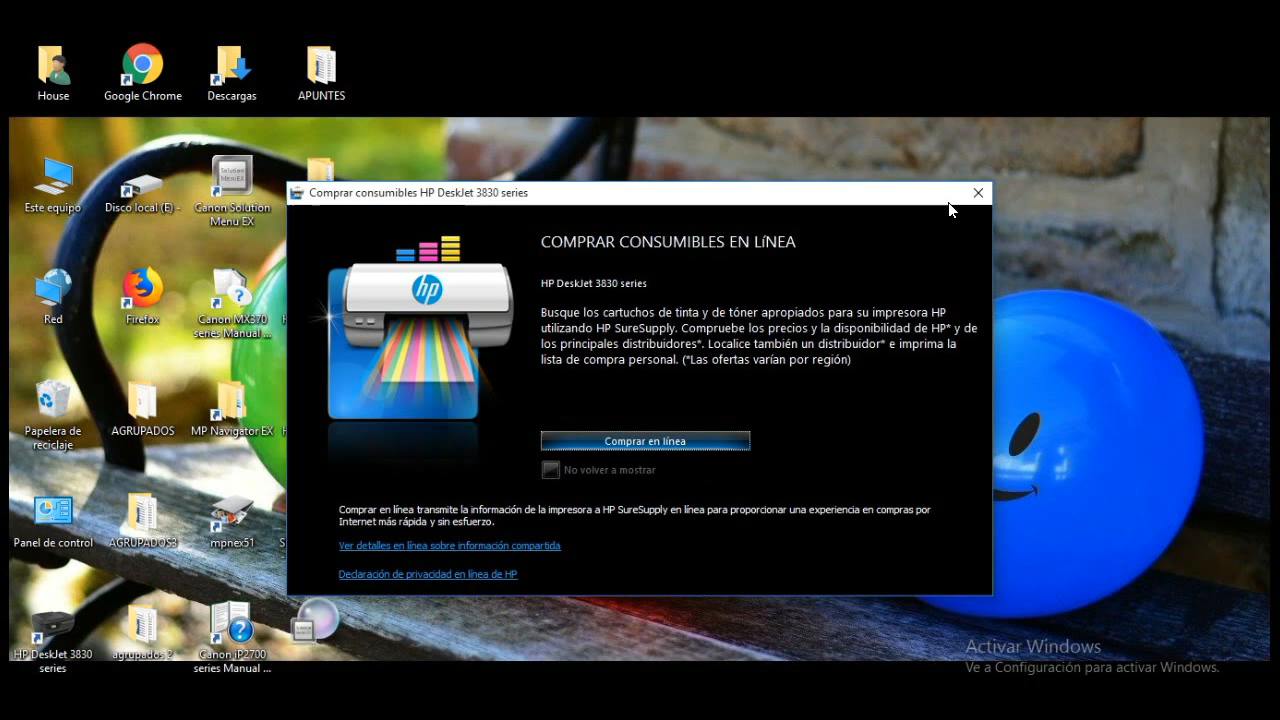 House
Google Chrome
Descargas
APUNTES
Este equipo
Disco local (E) -
Canon Solution
Menu EX
Red
Firefox
Canon MX370
series Manual ...
Papelera de
reciclaje
AGRUPADOS
MP Navigator EX
Panel de control
AGRUPADOS3
mpnex51
HP DeskJet 3830
series
agrupados 2
Canon iP2700
series Manual ...
Comprar consumibles HP DeskJet 3830 series
hp
COMPRAR CONSUMIBLES EN LíNEA
HP DeskJet 3830 series
Busque los cartuchos de tinta y de tóner apropiados para su impresora HP
utilizando HP SureSupply. Compruebe los precios y la disponibilidad de HP* y de
los principales distribuidores*. Localice también un distribuidor* e imprima la
lista de compra personal. (*Las ofertas varían por región)
Comprar en línea
No volver a mostrar
Comprar en línea transmite la información de la impresora a HP SureSupply en línea para proporcionar una experiencia en compras por
Internet más rápida y sin esfuerzo.
Ver detalles en línea sobre información compartida
Declaración de privacidad en línea de HP
Activar Windows
Ve a Configuración para activar Windows.